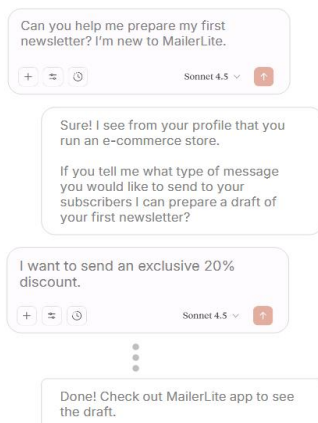 Can you help me prepare my first
newsletter? I'm new to MailerLite.
Sonnet 4.5
Sure! I see from your profile that you
run an e-commerce store.
If you tell me what type of message
you would like to send to your
subscribers I can prepare a draft of
your first newsletter?
I want to send an exclusive 20%
discount.
Sonnet 4.5
Done! Check out MailerLite app to see
the draft.